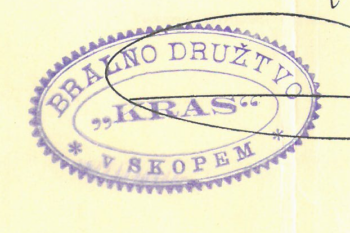 BRALNO DRUŽTVO
„KRAS“
* V SKOPEM *